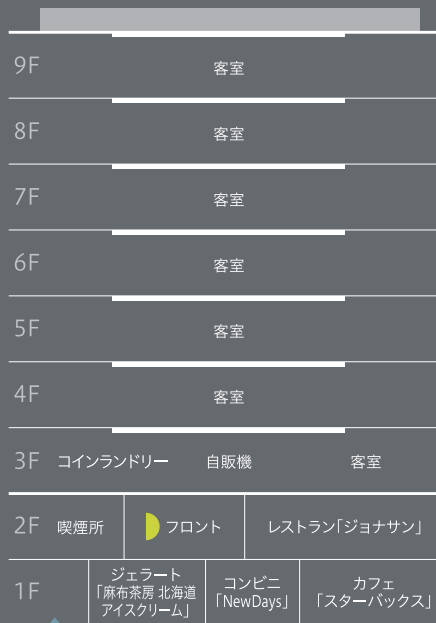 9F 客室
8F 客室
7F 客室
6F 客室
5F 客室
4F 客室
3F コインランドリー 自販機 客室
2F 喫煙所 フロント レストラン「ジョナサン」
1F
ジェラート
「麻布茶房 北海道
アイスクリーム」
コンビニ
「NewDays」
カフェ
「スターバックス」